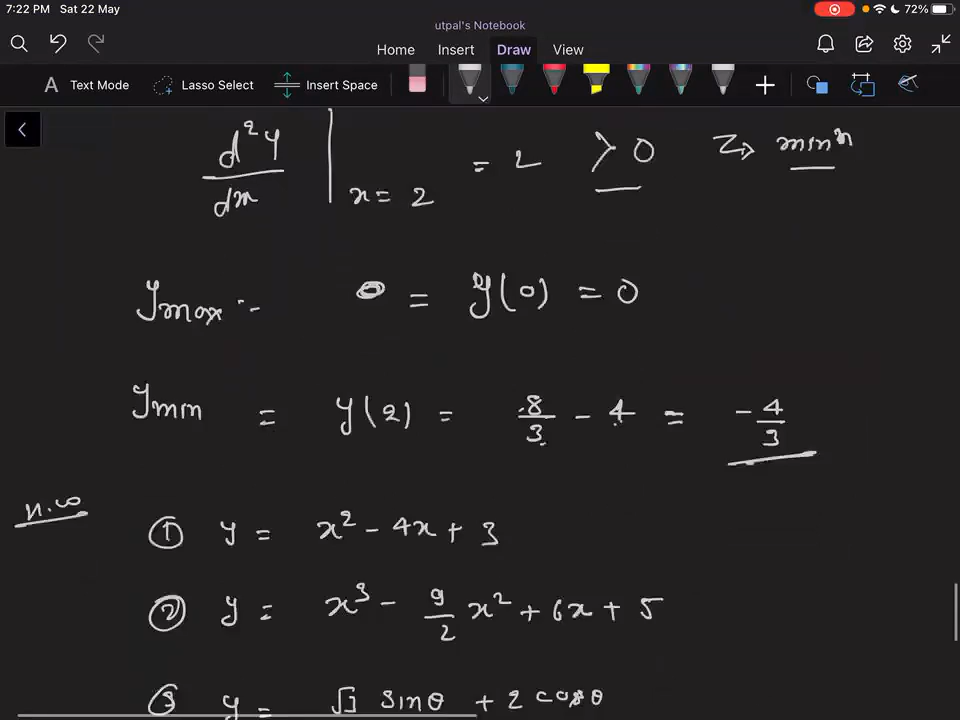 7:22 PM Sat 22 May 72%
utpal's Notebook
Home Insert Draw View
Text Mode Lasso Select Insert Space
d²y/dx | x = 2 = 2 > 0 → minᵐ
ymax :- 0 = y(0) = 0
ymin = y(2) = 8/3 - 4 = -4/3
H.W
① y = x² - 4x + 3
② y = x³ - 9/2 x² + 6x + 5
③ y = √3 sinθ + 2 cosθ